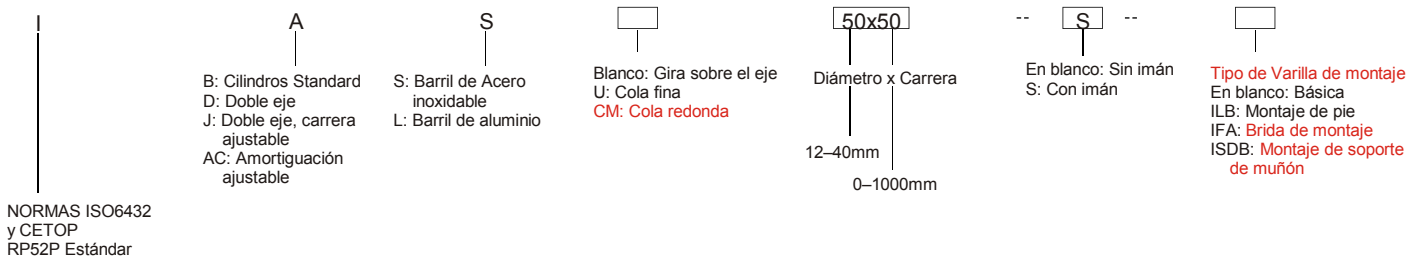 I A S 50x50 -- S --
NORMAS ISO6432
y CETOP
RP52P Estándar
B: Cilindros Standard
D: Doble eje
J: Doble eje, carrera
ajustable
AC: Amortiguación
ajustable
S: Barril de Acero
inoxidable
L: Barril de aluminio
Blanco: Gira sobre el eje
U: Cola fina
CM: Cola redonda
Diámetro x Carrera
12–40mm
0–1000mm
En blanco: Sin imán
S: Con imán
Tipo de Varilla de montaje
En blanco: Básica
ILB: Montaje de pie
IFA: Brida de montaje
ISDB: Montaje de soporte
de muñón